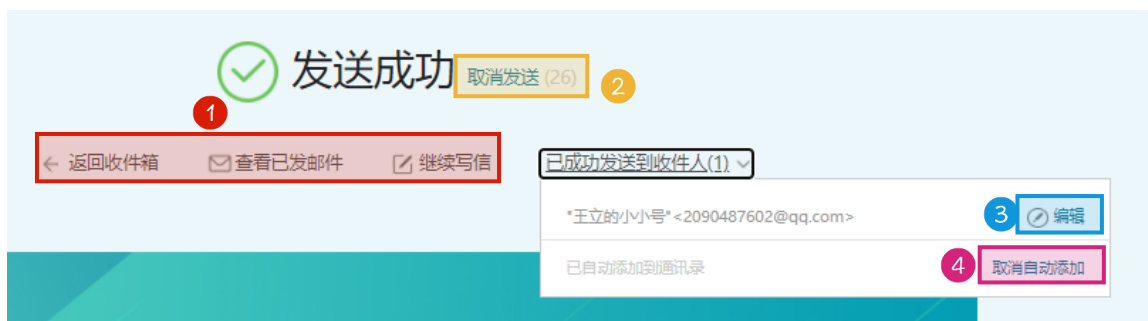 发送成功 取消发送 (26)
2
1
返回收件箱 查看已发邮件 继续写信 已成功发送到收件人(1)
"王立的小小号"<2090487602@qq.com> 3 编辑
已自动添加到通讯录 4 取消自动添加